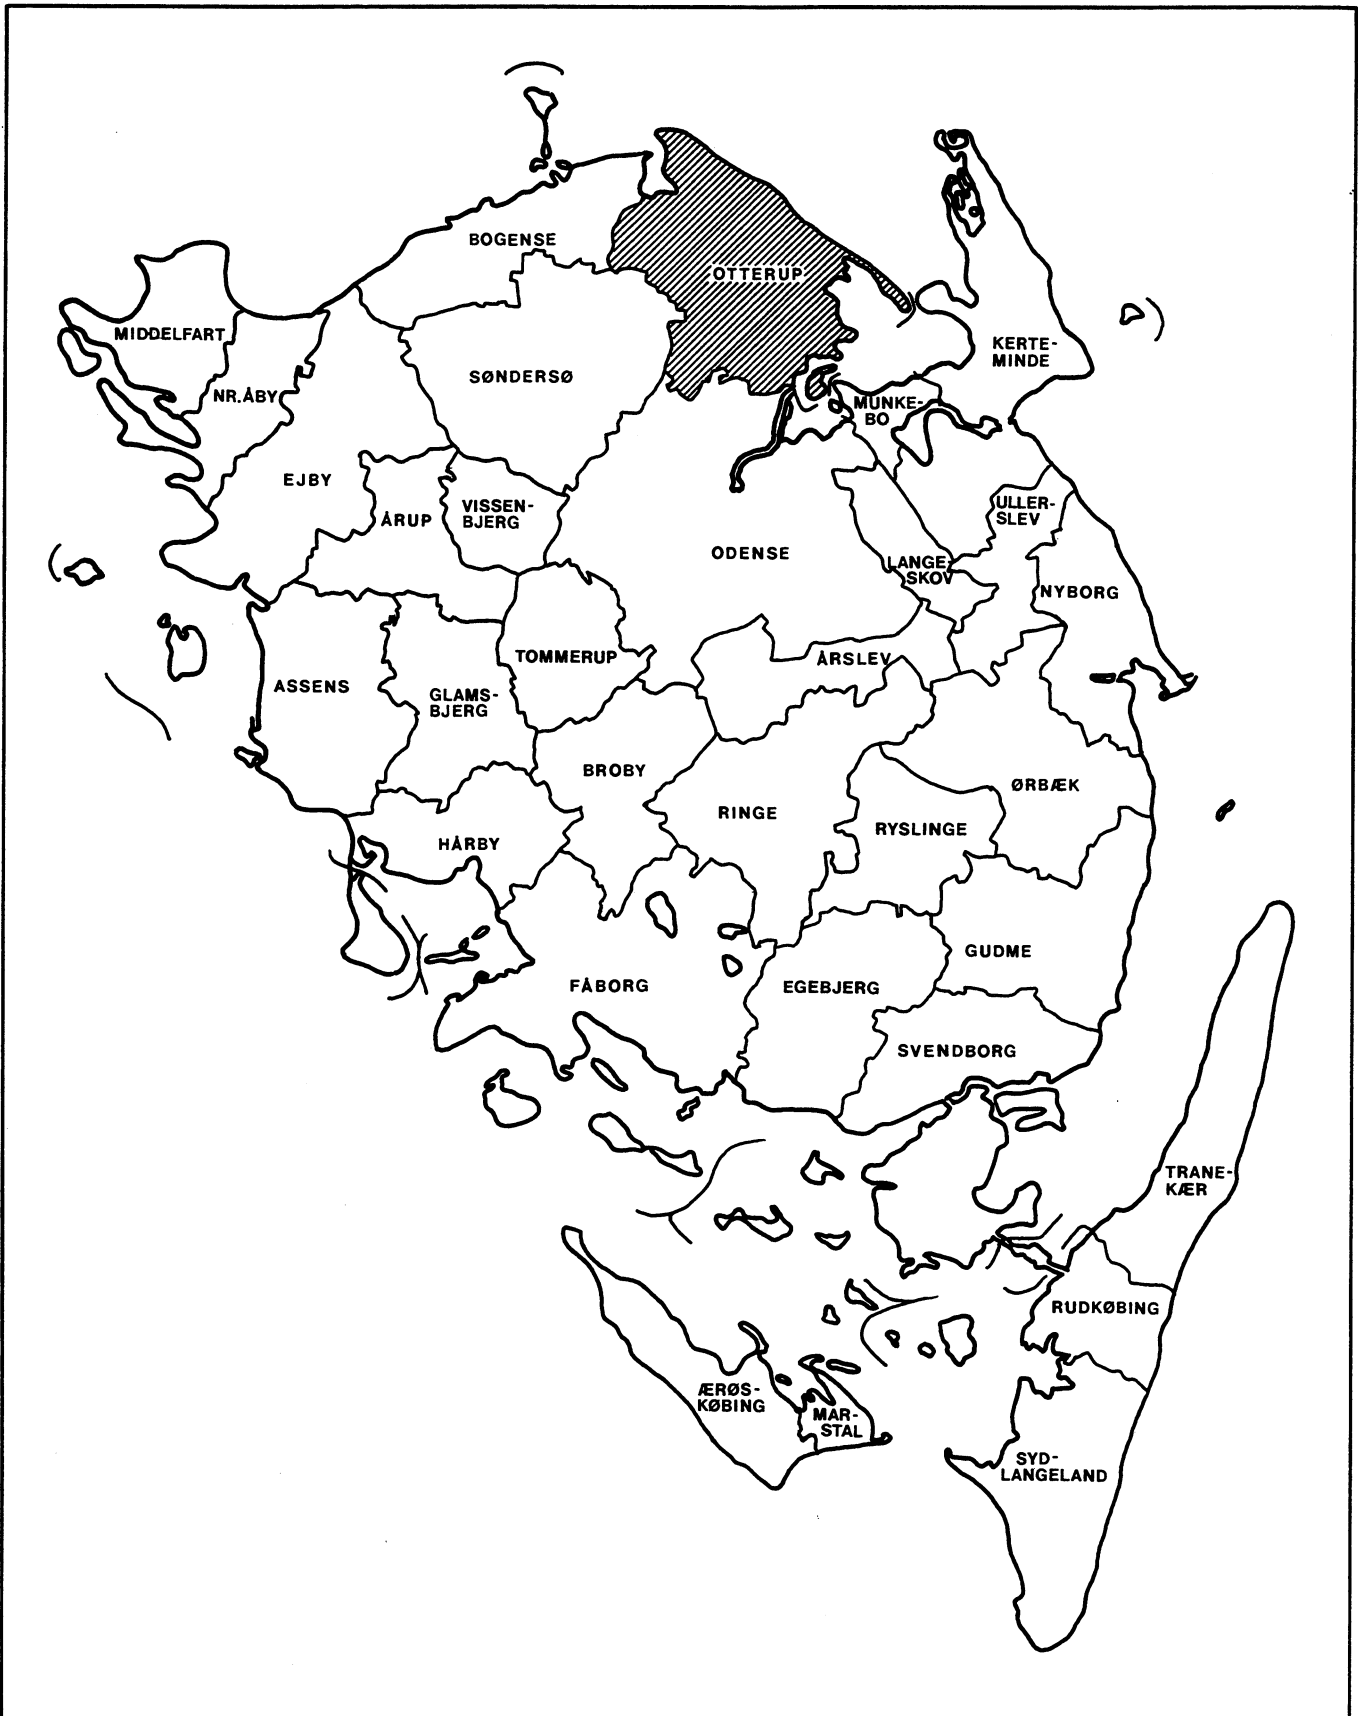 BOGENSE
OTTERUP
MIDDELFART
KERTE-
MINDE
SØNDERSØ
NR.ÅBY
MUNKE-
BO
EJBY
ÅRUP
VISSEN-
BJERG
ULLER-
SLEV
ODENSE
LANGE-
SKOV
NYBORG
TOMMERUP
ÅRSLEV
ASSENS
GLAMS-
BJERG
BROBY
RINGE
ØRBÆK
RYSLINGE
HÅRBY
GUDME
FÅBORG
EGEBJERG
SVENDBORG
TRANE-
KÆR
RUDKØBING
ÆRØS-
KØBING
MAR-
STAL
SYD-
LANGELAND